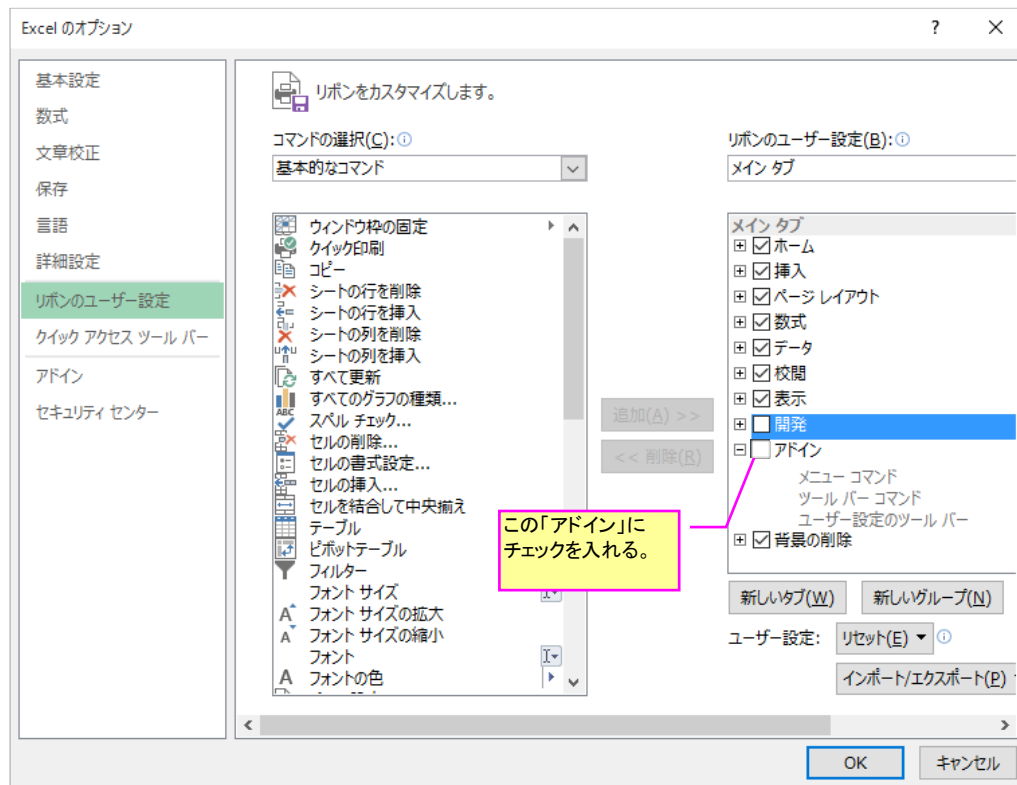 Excel のオプション
?
×
基本設定
数式
文章校正
保存
言語
詳細設定
リボンのユーザー設定
クイック アクセス ツール バー
アドイン
セキュリティ センター
リボンをカスタマイズします。
コマンドの選択(C):
基本的なコマンド
ウィンドウ枠の固定
クイック印刷
コピー
シートの行を削除
シートの行を挿入
シートの列を削除
シートの列を挿入
すべて更新
すべてのグラフの種類...
スペル チェック...
セルの削除...
セルの書式設定...
セルの挿入...
セルを結合して中央揃え
テーブル
ピボットテーブル
フィルター
フォント サイズ
フォント サイズの拡大
フォント サイズの縮小
フォント
フォントの色
追加(A) >>
<< 削除(R)
リボンのユーザー設定(B):
メイン タブ
メイン タブ
ホーム
挿入
ページ レイアウト
数式
データ
校閲
表示
開発
アドイン
メニュー コマンド
ツール バー コマンド
ユーザー設定のツール バー
背景の削除
この「アドイン」に
チェックを入れる。
新しいタブ(W)
新しいグループ(N)
ユーザー設定:
リセット(E)
インポート/エクスポート(P)
OK
キャンセル